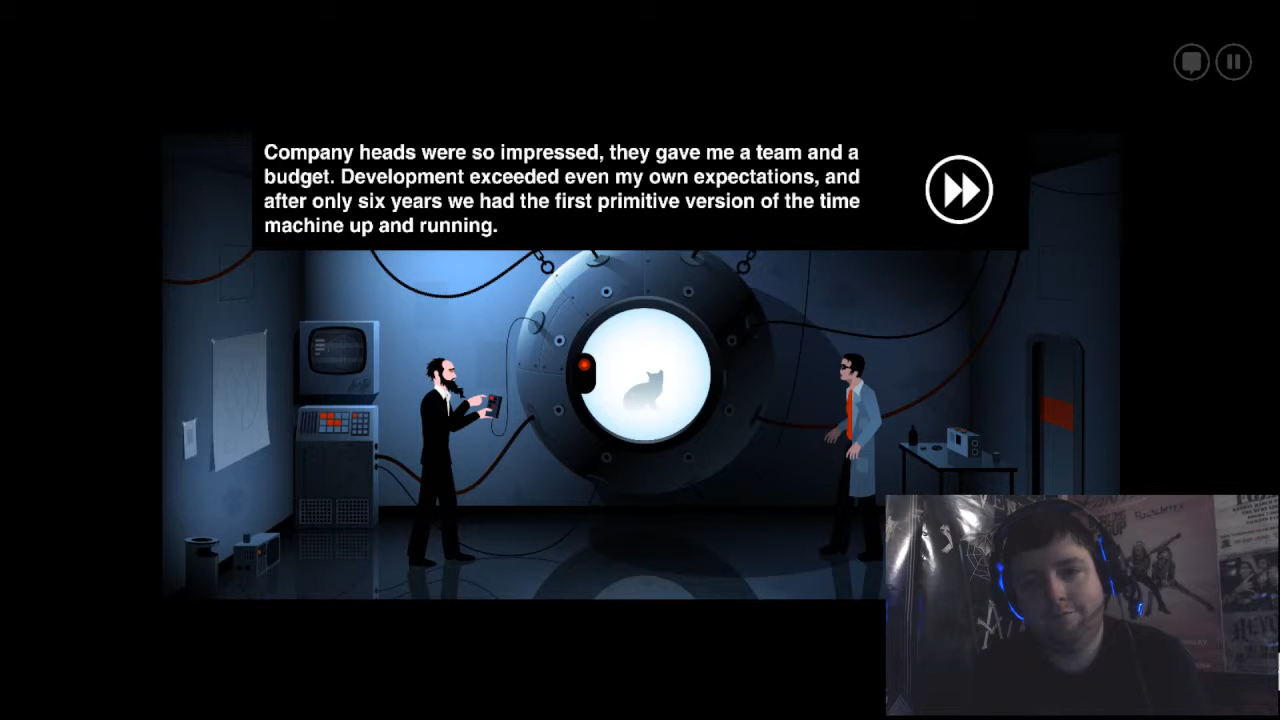 Company heads were so impressed, they gave me a team and a
budget. Development exceeded even my own expectations, and
after only six years we had the first primitive version of the time
machine up and running.